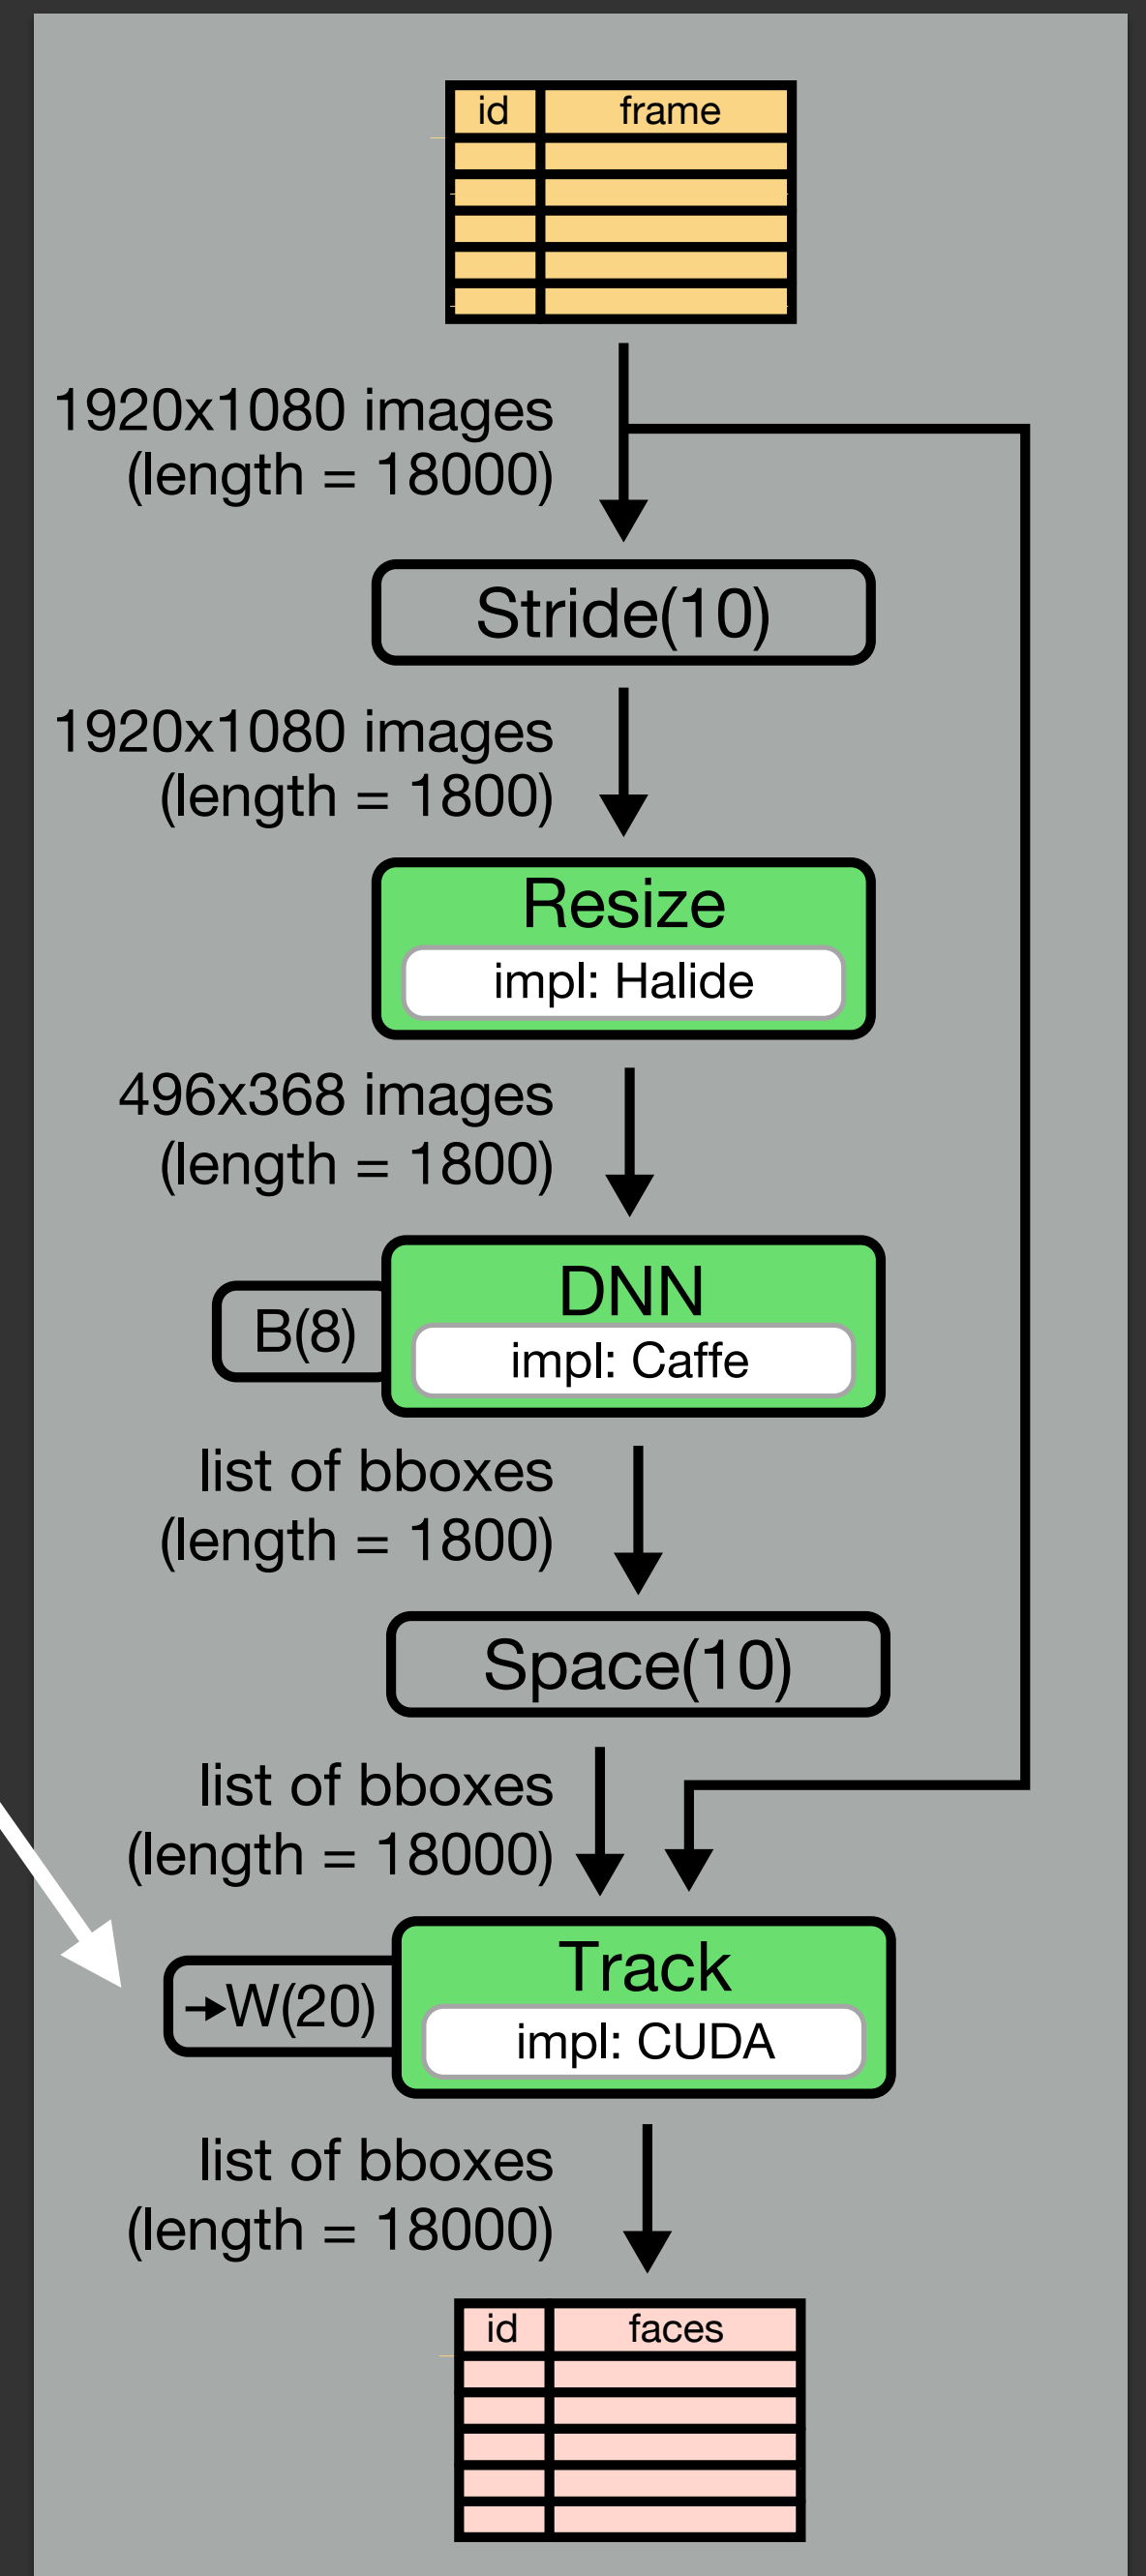 id frame
1920x1080 images
(length = 18000)
Stride(10)
1920x1080 images
(length = 1800)
Resize
impl: Halide
496x368 images
(length = 1800)
DNN
B(8)
impl: Caffe
list of bboxes
(length = 1800)
Space(10)
list of bboxes
(length = 18000)
Track
W(20)
impl: CUDA
list of bboxes
(length = 18000)
id faces